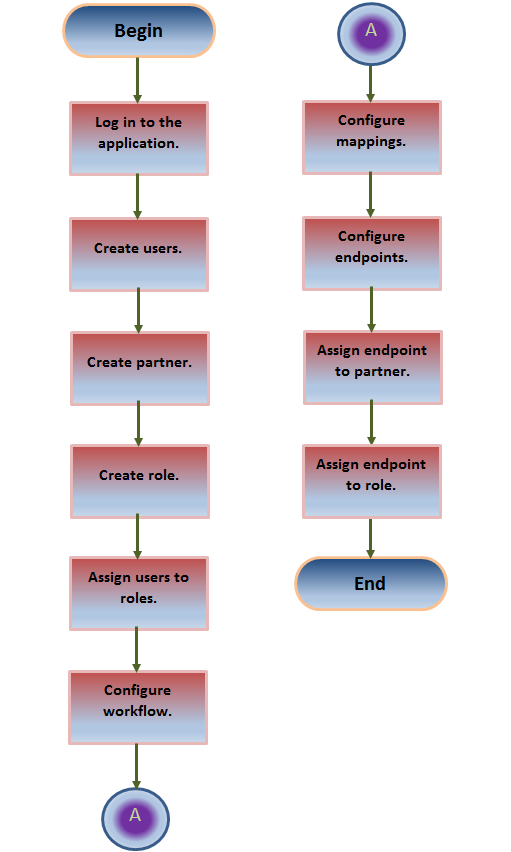 Begin
Log in to the
application.
Create users.
Create partner.
Create role.
Assign users to
roles.
Configure
workflow.
A
A
Configure
mappings.
Configure
endpoints.
Assign endpoint
to partner.
Assign endpoint
to role.
End